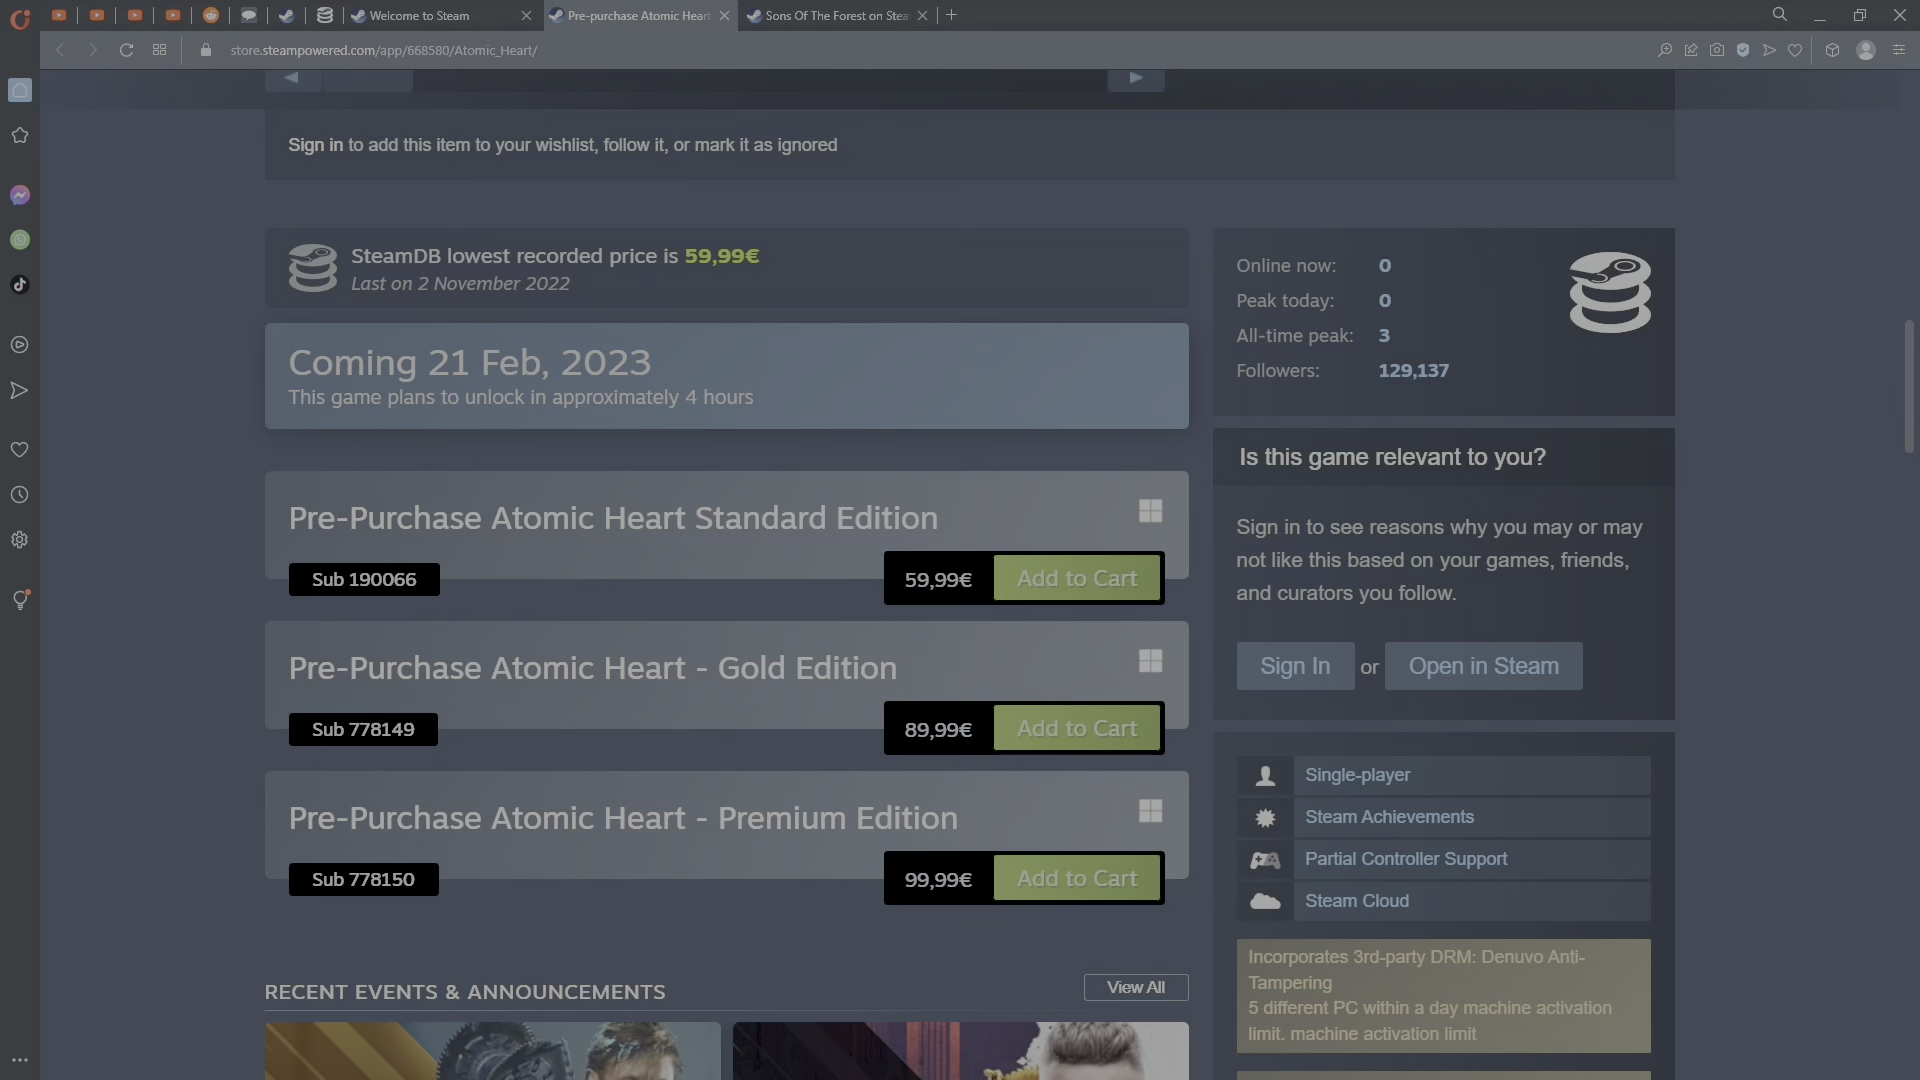 Welcome to Steam
Pre-purchase Atomic Heart
Sons Of The Forest on Stea
store.steampowered.com/app/668580/Atomic_Heart/
Sign in to add this item to your wishlist, follow it, or mark it as ignored
SteamDB lowest recorded price is 59,99€
Last on 2 November 2022
Coming 21 Feb, 2023
This game plans to unlock in approximately 4 hours
Pre-Purchase Atomic Heart Standard Edition
Sub 190066
59,99€
Add to Cart
Pre-Purchase Atomic Heart - Gold Edition
Sub 778149
89,99€
Add to Cart
Pre-Purchase Atomic Heart - Premium Edition
Sub 778150
99,99€
Add to Cart
RECENT EVENTS & ANNOUNCEMENTS
View All
Online now: 0
Peak today: 0
All-time peak: 3
Followers: 129,137
Is this game relevant to you?
Sign in to see reasons why you may or may
not like this based on your games, friends,
and curators you follow.
Sign In or Open in Steam
Single-player
Steam Achievements
Partial Controller Support
Steam Cloud
Incorporates 3rd-party DRM: Denuvo Anti-
Tampering
5 different PC within a day machine activation
limit. machine activation limit